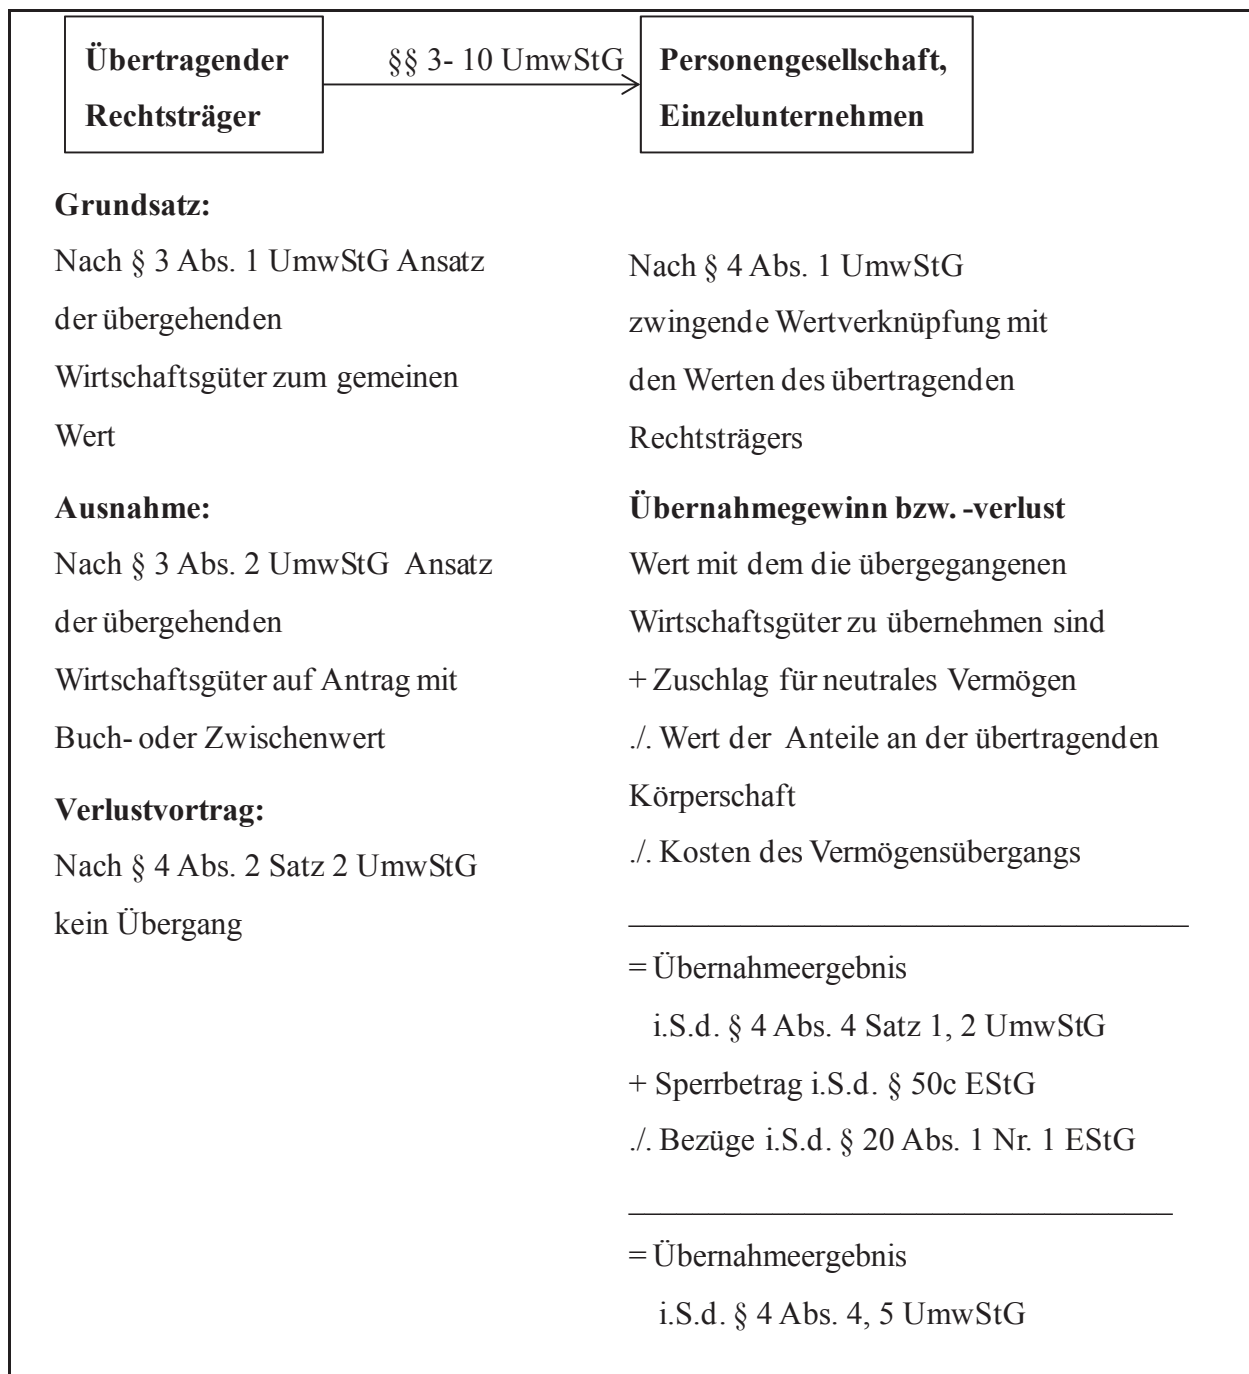 Übertragender
Rechtsträger
§§ 3- 10 UmwStG
Personengesellschaft,
Einzelunternehmen
Grundsatz:
Nach § 3 Abs. 1 UmwStG Ansatz
der übergehenden
Wirtschaftsgüter zum gemeinen
Wert
Ausnahme:
Nach § 3 Abs. 2 UmwStG Ansatz
der übergehenden
Wirtschaftsgüter auf Antrag mit
Buch- oder Zwischenwert
Verlustvortrag:
Nach § 4 Abs. 2 Satz 2 UmwStG
kein Übergang
Nach § 4 Abs. 1 UmwStG
zwingende Wertverknüpfung mit
den Werten des übertragenden
Rechtsträgers
Übernahmegewinn bzw. -verlust
Wert mit dem die übergegangenen
Wirtschaftsgüter zu übernehmen sind
+ Zuschlag für neutrales Vermögen
./. Wert der Anteile an der übertragenden
Körperschaft
./. Kosten des Vermögensübergangs
= Übernahmeergebnis
i.S.d. § 4 Abs. 4 Satz 1, 2 UmwStG
+ Sperrbetrag i.S.d. § 50c EStG
./. Bezüge i.S.d. § 20 Abs. 1 Nr. 1 EStG
= Übernahmeergebnis
i.S.d. § 4 Abs. 4, 5 UmwStG